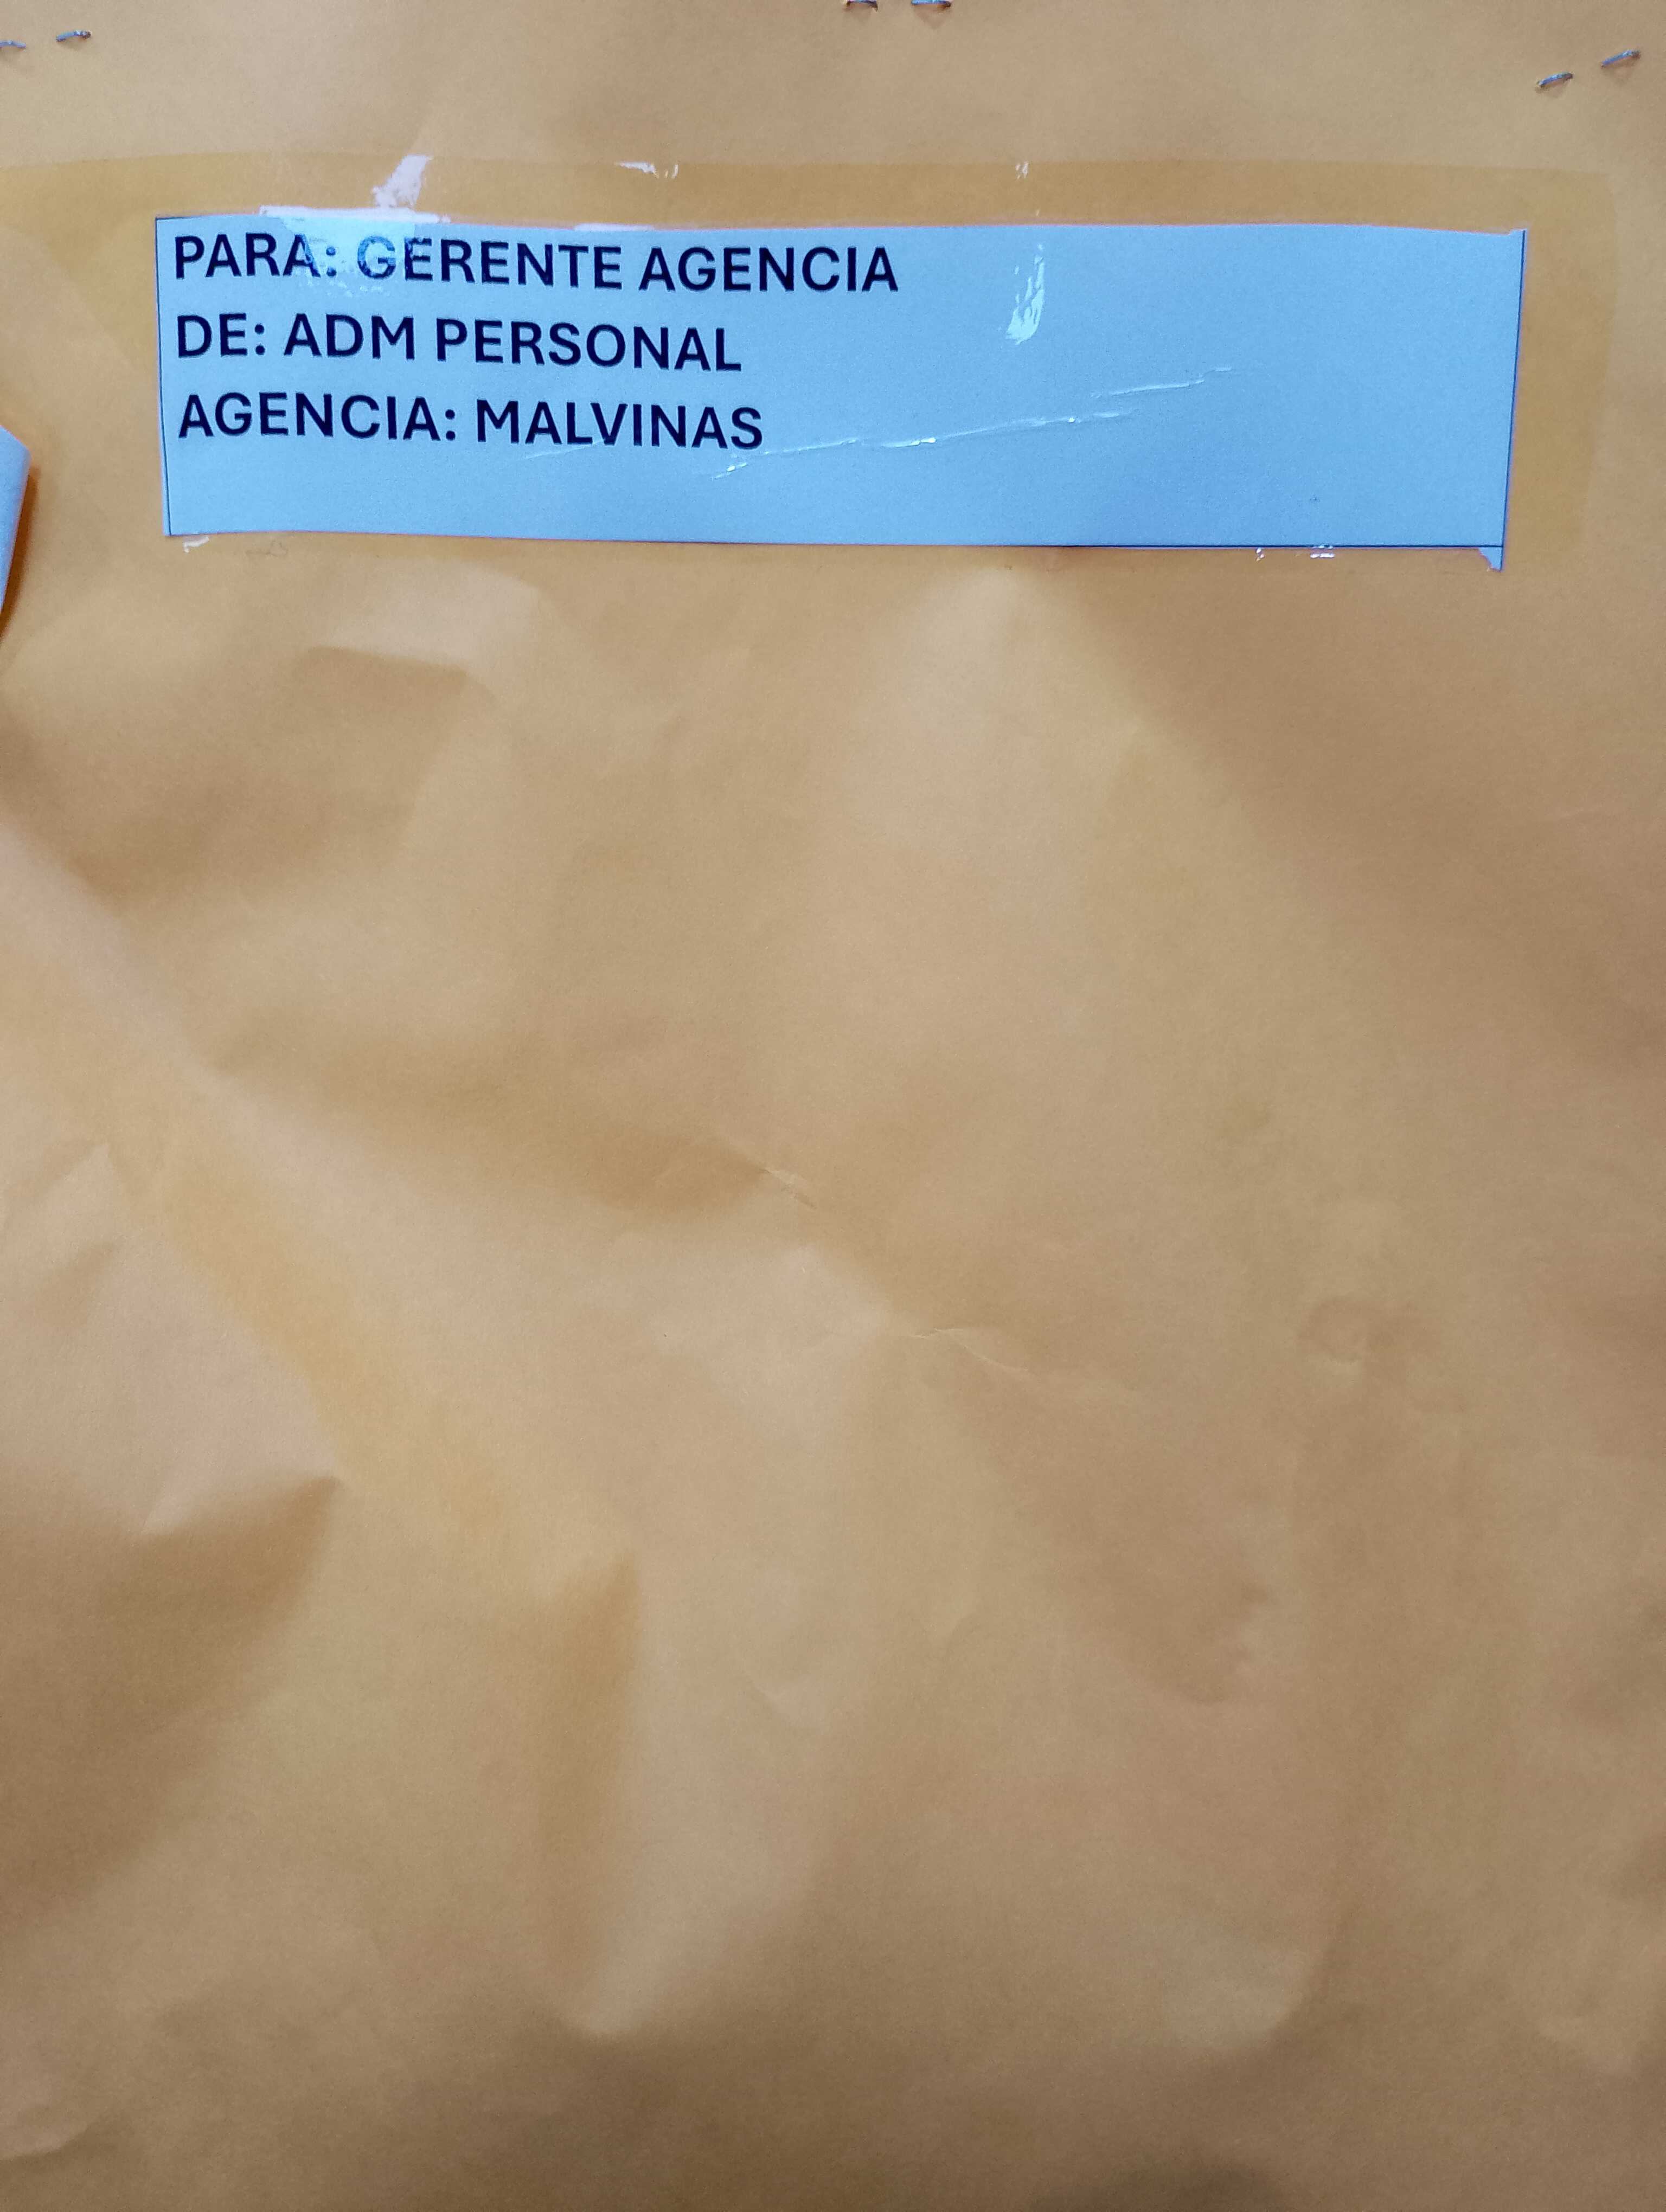 PARA: GERENTE AGENCIA
DE: ADM PERSONAL
AGENCIA: MALVINAS